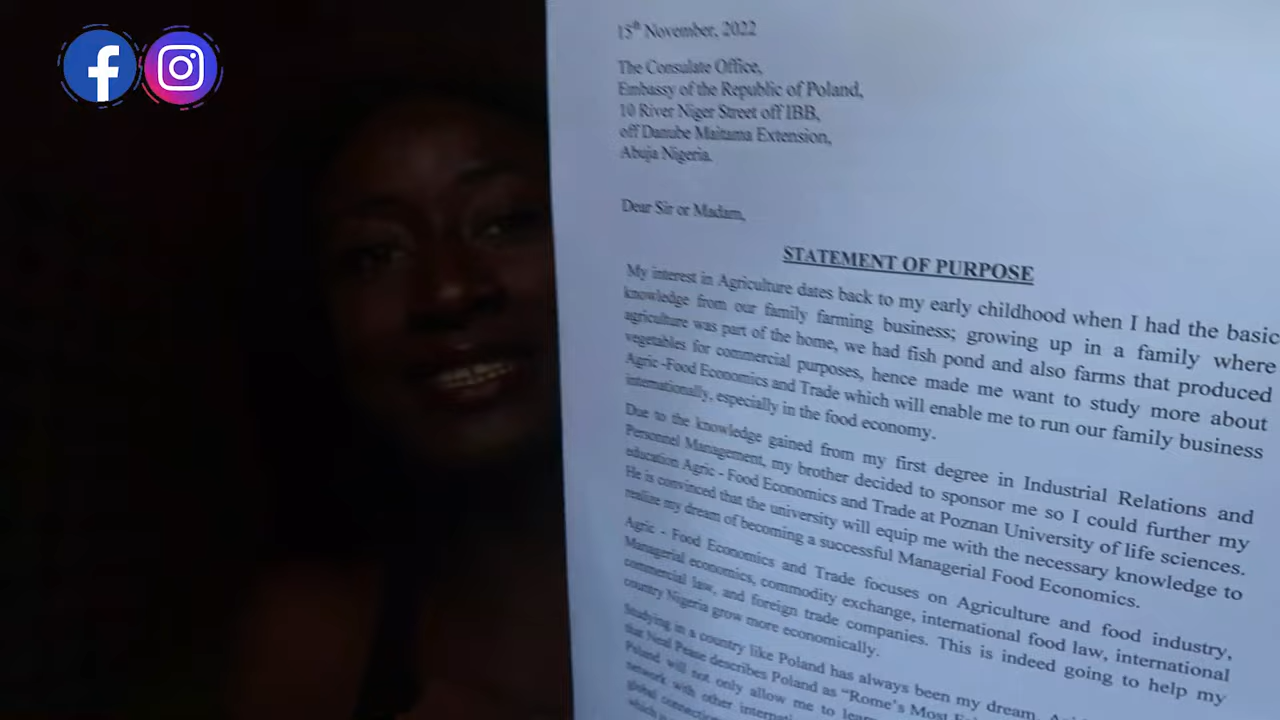 15th November, 2022
The Consulate Office,
Embassy of the Republic of Poland,
10 River Niger Street off IBB,
off Danube Maitama Extension,
Abuja Nigeria.
Dear Sir or Madam,
STATEMENT OF PURPOSE
My interest in Agriculture dates back to my early childhood when I had the basic
knowledge from our family farming business; growing up in a family where
agriculture was part of the home, we had fish pond and also farms that produced
vegetables for commercial purposes, hence made me want to study more about
Agric -Food Economics and Trade which will enable me to run our family business
internationally, especially in the food economy.
Due to the knowledge gained from my first degree in Industrial Relations and
Personnel Management, my brother decided to sponsor me so I could further my
education Agric - Food Economics and Trade at Poznan University of life sciences.
He is convinced that the university will equip me with the necessary knowledge to
realize my dream of becoming a successful Managerial Food Economics.
Agric - Food Economics and Trade focuses on Agriculture and food industry,
Managerial economics, commodity exchange, international food law, international
commercial law, and foreign trade companies. This is indeed going to help my
country Nigeria grow more economically.
Studying in a country like Poland has always been my dream.
that Neal Pease describes Poland as “Rome's Most
Poland will not only allow me to
network with other
global
which